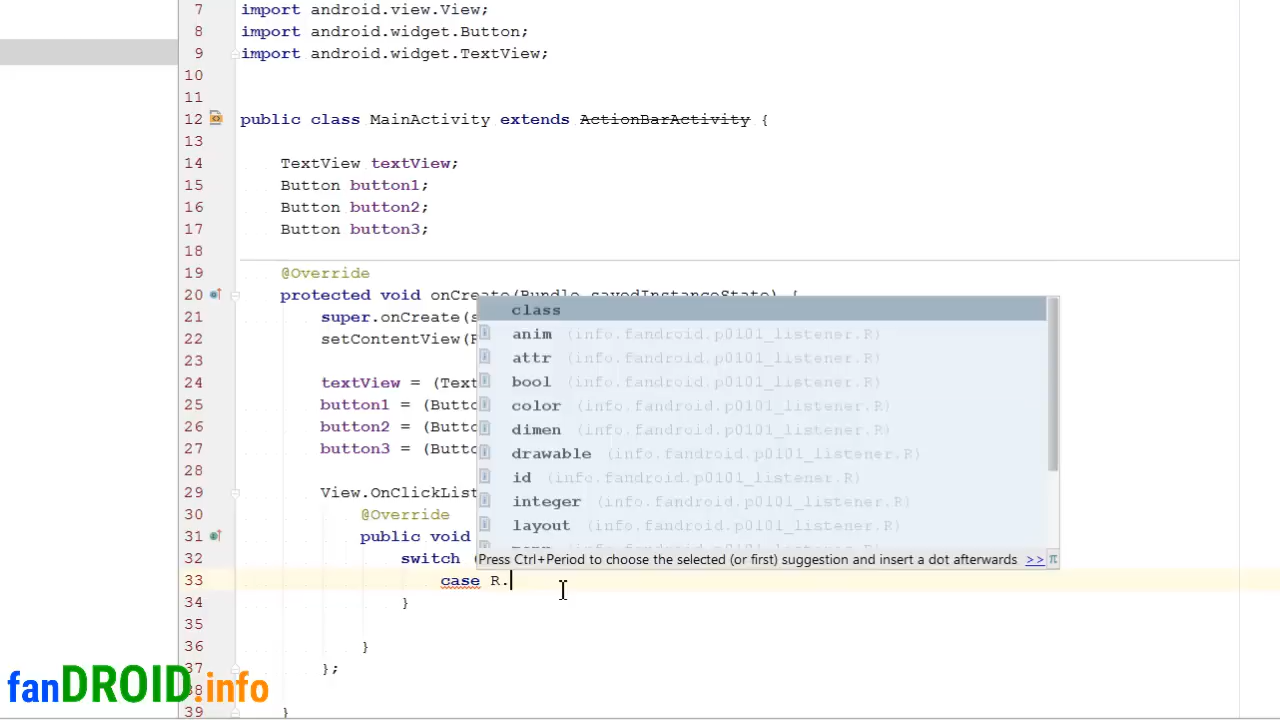 7 import android.view.View;
8 import android.widget.Button;
9 import android.widget.TextView;
10
11
12 public class MainActivity extends ActionBarActivity {
13
14 TextView textView;
15 Button button1;
16 Button button2;
17 Button button3;
18
19 @Override
20 protected void onCreate(Bundle savedInstanceState) {
21 super.onCreate(
22 setContentView(
23
24 textView = (Text
25 button1 = (Butto
26 button2 = (Butto
27 button3 = (Butto
28
29 View.OnClickList
30 @Override
31 public void
32 switch (
33 case R.
34 }
35
36 }
37 };
38
39 }
class
anim (info.fandroid.p0101_listener.R)
attr (info.fandroid.p0101_listener.R)
bool (info.fandroid.p0101_listener.R)
color (info.fandroid.p0101_listener.R)
dimen (info.fandroid.p0101_listener.R)
drawable (info.fandroid.p0101_listener.R)
id (info.fandroid.p0101_listener.R)
integer (info.fandroid.p0101_listener.R)
layout (info.fandroid.p0101_listener.R)
Press Ctrl+Period to choose the selected (or first) suggestion and insert a dot afterwards >> π
fanDROID.info